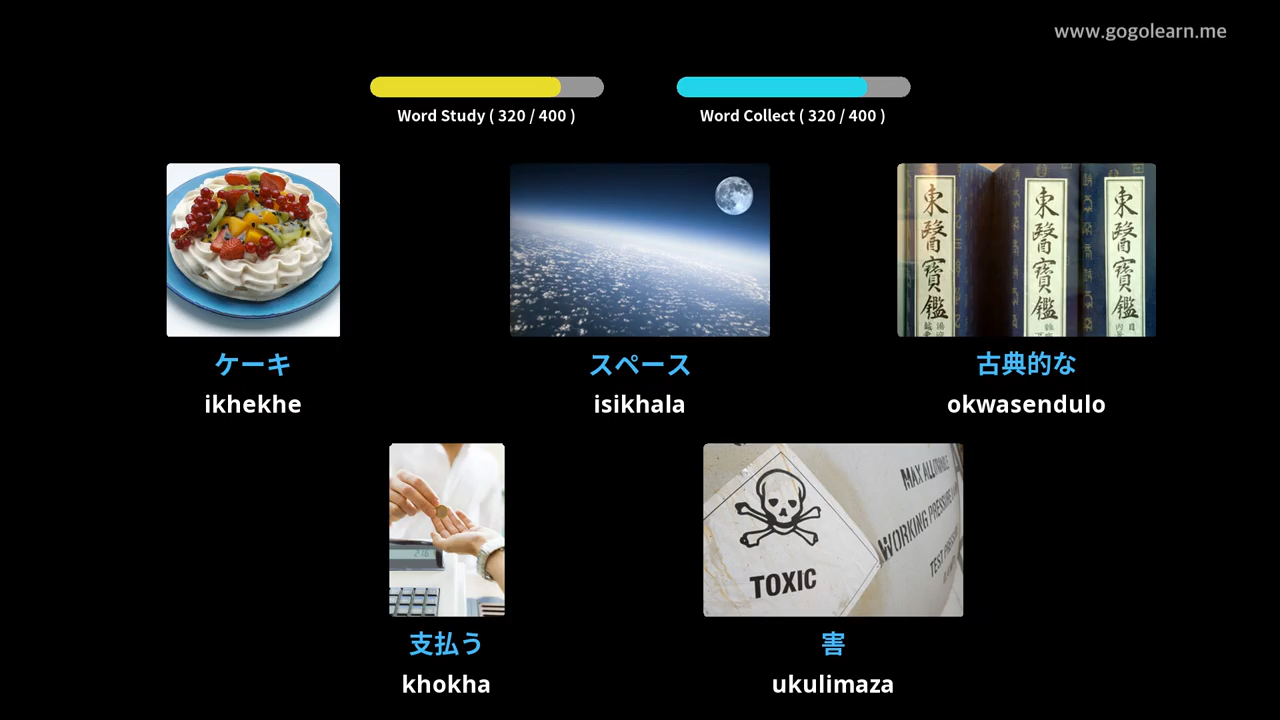 www.gogolearn.me
Word Study ( 320 / 400 )
Word Collect ( 320 / 400 )
東醫寶鑑
東醫寶鑑
東醫寶鑑
ケーキ
スペース
古典的な
ikhekhe
isikhala
okwasendulo
216
TOXIC
MAX ALLOWABLE
WORKING PRESSURE
TEST PRESSURE
支払う
害
khokha
ukulimaza